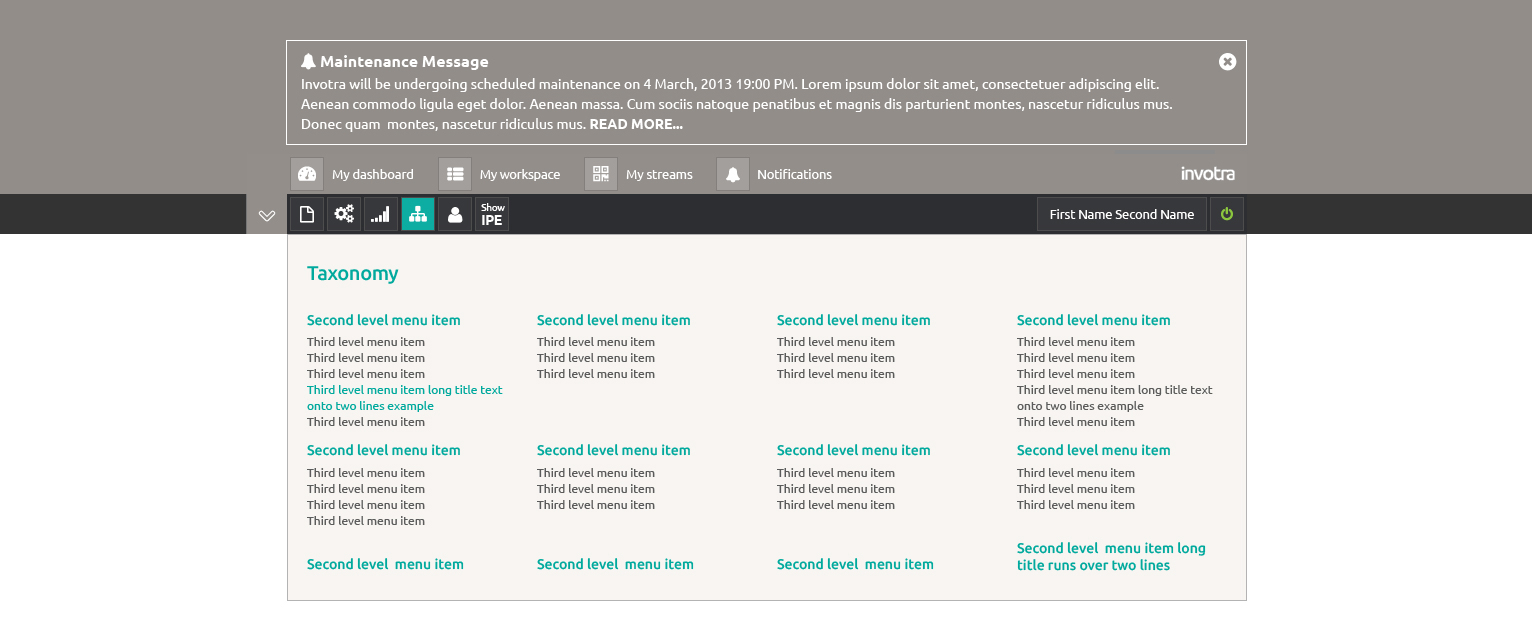 Maintenance Message
Invotra will be undergoing scheduled maintenance on 4 March, 2013 19:00 PM. Lorem ipsum dolor sit amet, consectetuer adipiscing elit.
Aenean commodo ligula eget dolor. Aenean massa. Cum sociis natoque penatibus et magnis dis parturient montes, nascetur ridiculus mus.
Donec quam  montes, nascetur ridiculus mus. READ MORE...
My dashboard My workspace My streams Notifications invotra
Show
IPE
First Name Second Name
Taxonomy
Second level menu item
Third level menu item
Third level menu item
Third level menu item
Third level menu item long title text
onto two lines example
Third level menu item
Second level menu item
Third level menu item
Third level menu item
Third level menu item
Second level menu item
Third level menu item
Third level menu item
Third level menu item
Second level menu item
Third level menu item
Third level menu item
Third level menu item
Third level menu item long title text
onto two lines example
Third level menu item
Second level menu item
Third level menu item
Third level menu item
Third level menu item
Third level menu item
Second level menu item
Third level menu item
Third level menu item
Third level menu item
Second level menu item
Third level menu item
Third level menu item
Third level menu item
Second level menu item
Third level menu item
Third level menu item
Third level menu item
Second level  menu item
Second level  menu item
Second level  menu item
Second level  menu item long
title runs over two lines